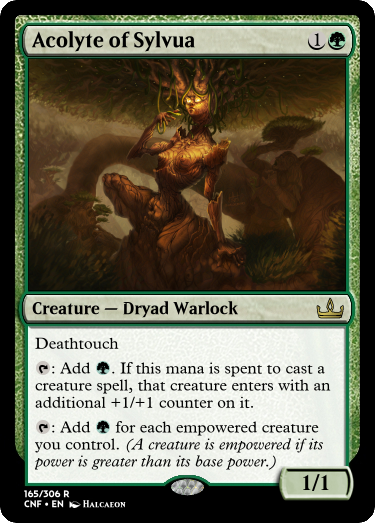 Acolyte of Sylvua 1
Creature — Dryad Warlock
Deathtouch
: Add . If this mana is spent to cast a
creature spell, that creature enters with an
additional +1/+1 counter on it.
: Add for each empowered creature
you control. (A creature is empowered if its
power is greater than its base power.)
1/1
165/306 R
CNF • EN Halcaeon